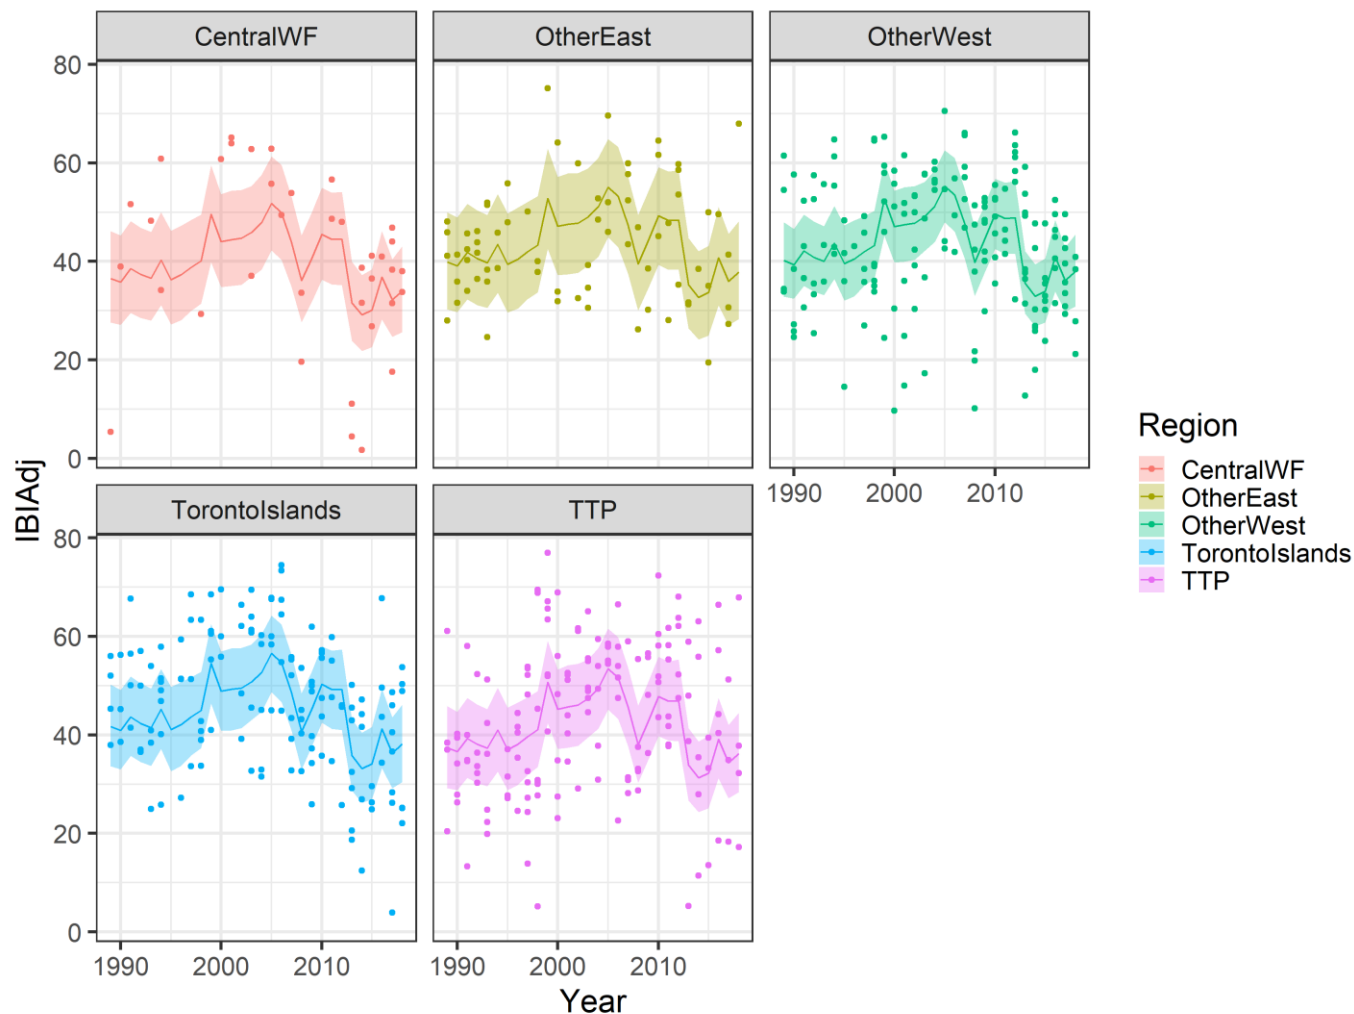 CentralWF OtherEast OtherWest
80
60
40
20
0
1990 2000 2010
IBIAdj
TorontoIslands TTP
80
60
40
20
0
1990 2000 2010 1990 2000 2010
Year
Region
CentralWF
OtherEast
OtherWest
TorontoIslands
TTP